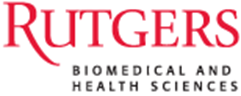 RUTGERS
BIOMEDICAL AND
HEALTH SCIENCES